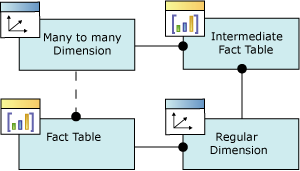 Many to many
Dimension
Intermediate
Fact Table
Fact Table
Regular
Dimension